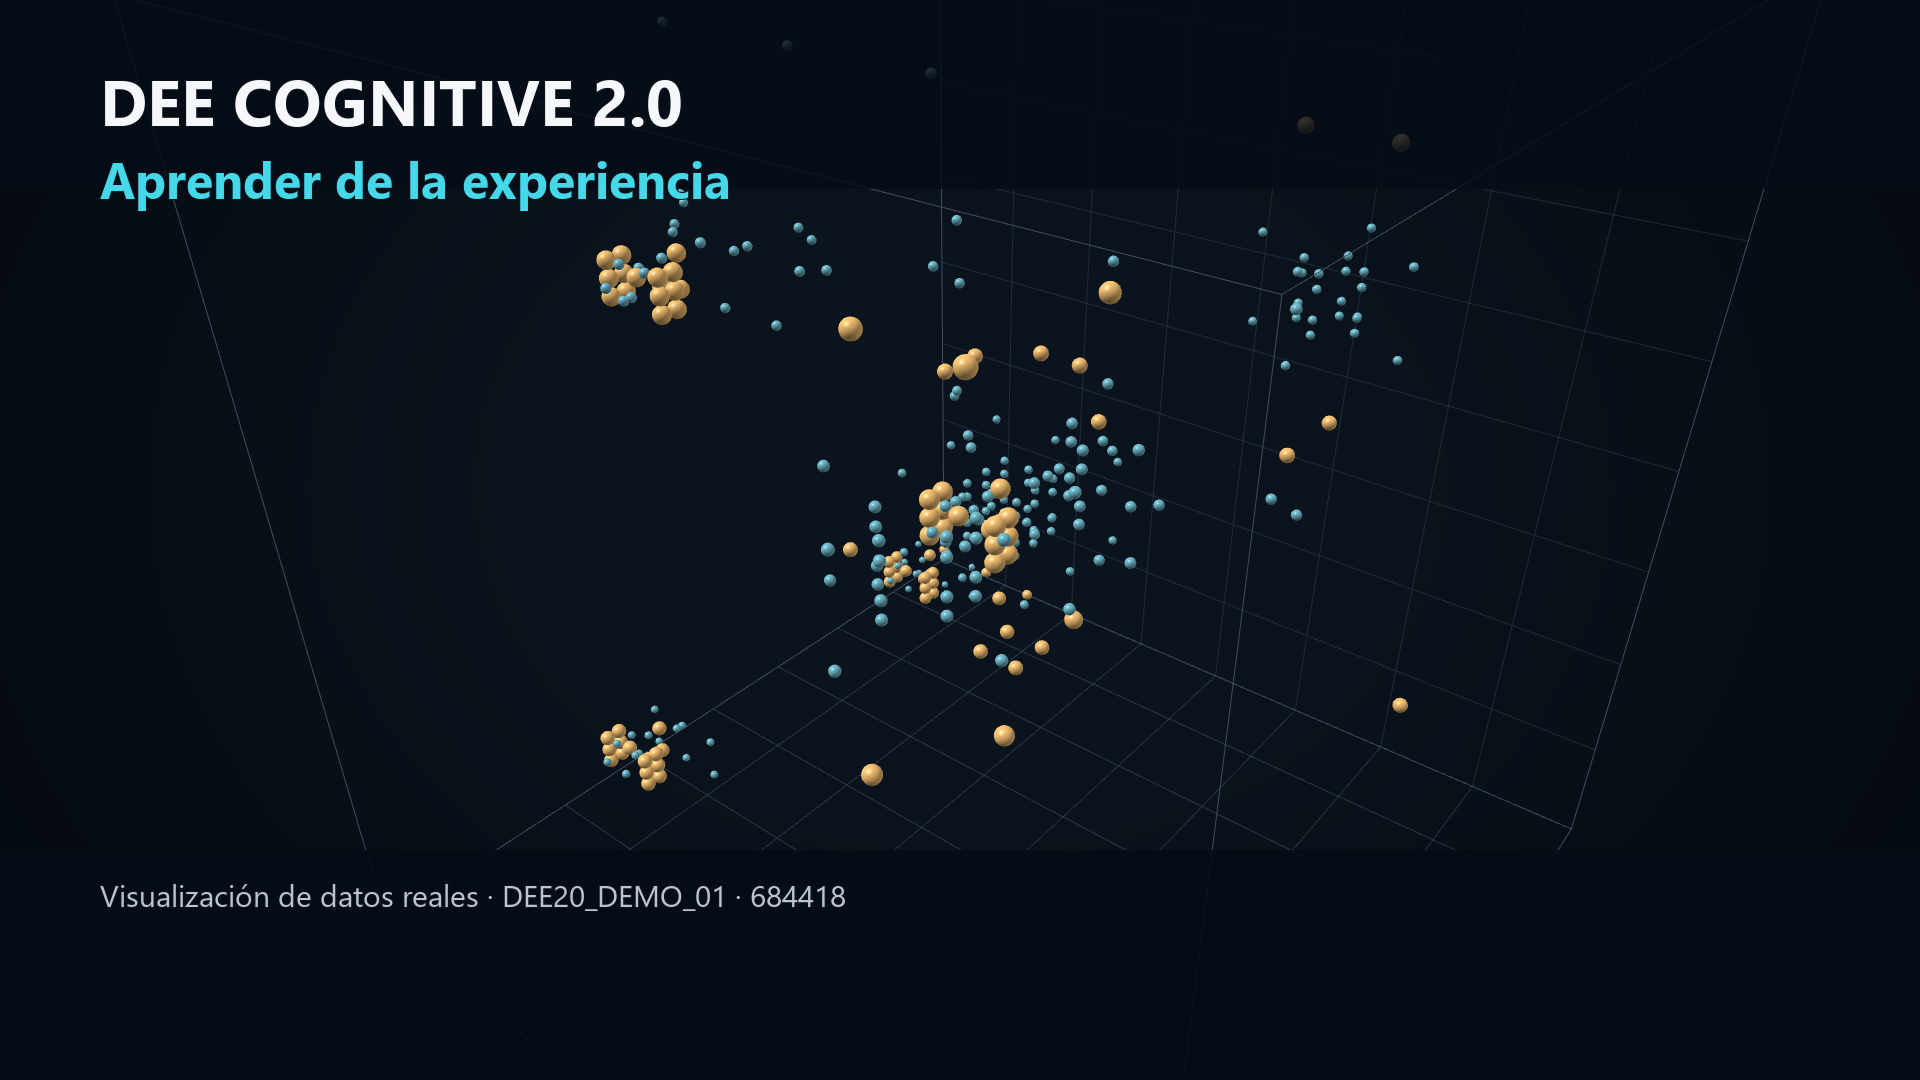 DEE COGNITIVE 2.0
Aprender de la experiencia
Visualización de datos reales · DEE20_DEMO_01 · 684418